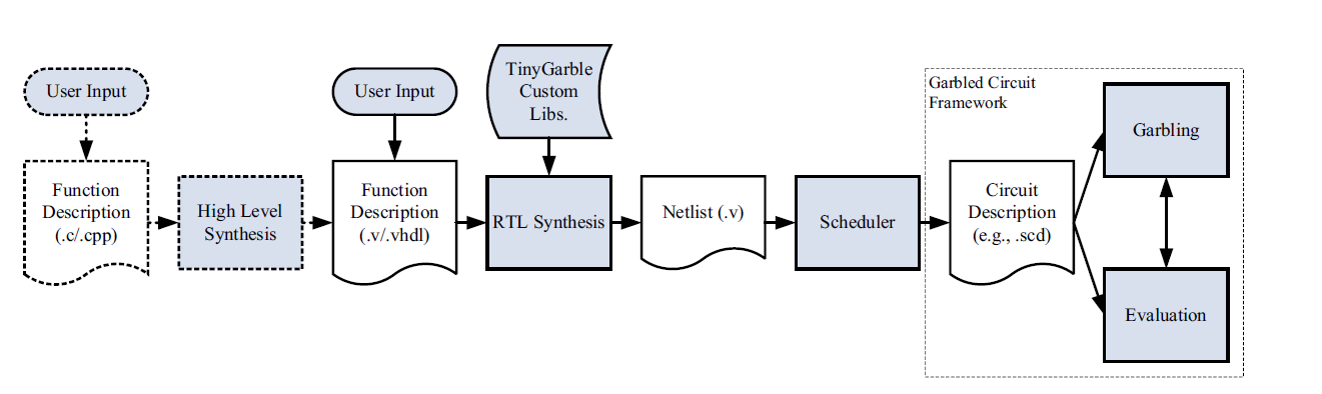 User Input
Function
Description
(.c/.cpp)
High Level
Synthesis
User Input
Function
Description
(.v/.vhdl)
TinyGarble
Custom
Libs.
RTL Synthesis
Netlist (.v)
Scheduler
Garbled Circuit
Framework
Circuit
Description
(e.g., .scd)
Garbling
Evaluation